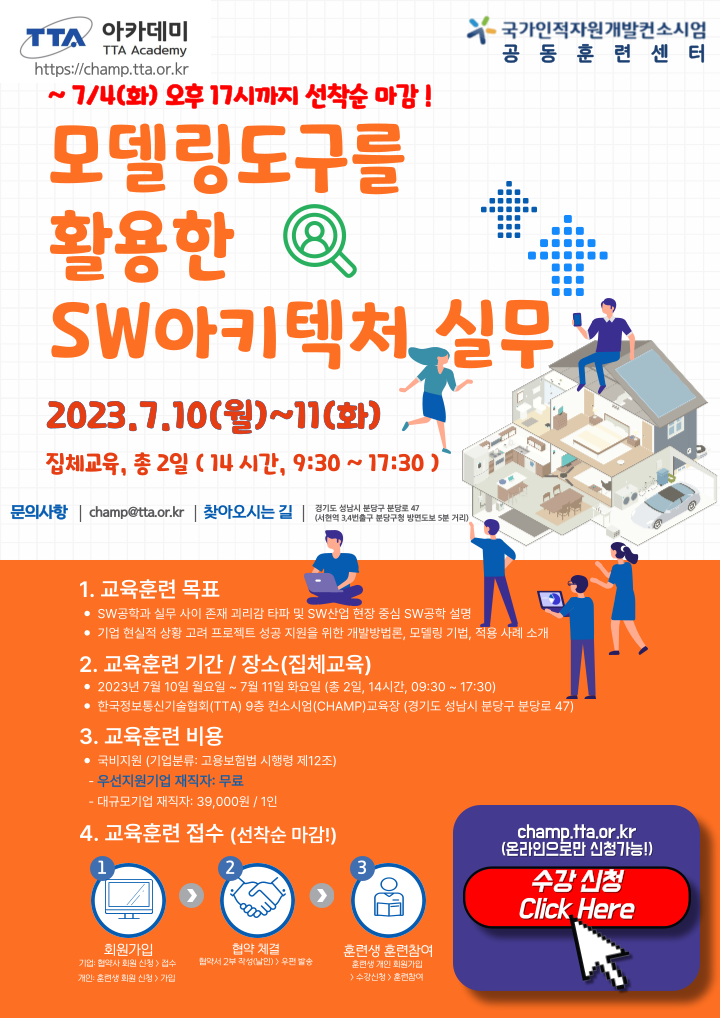 TTA 아카데미
TTA Academy
https://champ.tta.or.kr
국가인적자원개발컨소시엄
공동훈련센터
~ 7/4(화) 오후 17시까지 선착순 마감 !
모델링도구를
활용한
SW아키텍처 실무
2023.7.10(월)~11(화)
집체교육, 총 2일 ( 14 시간, 9:30 ~ 17:30 )
문의사항 | champ@tta.or.kr | 찾아오시는 길 | 경기도 성남시 분당구 분당로 47
(서현역 3,4번출구 분당구청 방면도보 5분 거리)
1. 교육훈련 목표
• SW공학과 실무 사이 존재 괴리감 타파 및 SW산업 현장 중심 SW공학 설명
• 기업 현실적 상황 고려 프로젝트 성공 지원을 위한 개발방법론, 모델링 기법, 적용 사례 소개
2. 교육훈련 기간 / 장소(집체교육)
• 2023년 7월 10일 월요일 ~ 7월 11일 화요일 (총 2일, 14시간, 09:30 ~ 17:30)
• 한국정보통신기술협회(TTA) 9층 컨소시엄(CHAMP)교육장 (경기도 성남시 분당구 분당로 47)
3. 교육훈련 비용
• 국비지원 (기업분류: 고용보험법 시행령 제12조)
- 우선지원기업 재직자: 무료
- 대규모기업 재직자: 39,000원 / 1인
4. 교육훈련 접수 (선착순 마감!)
1
회원가입
기업: 협약사 회원 신청 > 접수
개인: 훈련생 회원 신청 > 가입
2
협약 체결
협약서 2부 작성(날인) > 우편 발송
3
훈련생 훈련참여
훈련생 개인 회원가입
> 수강신청 > 훈련참여
champ.tta.or.kr
(온라인으로만 신청가능!)
수강 신청
Click Here